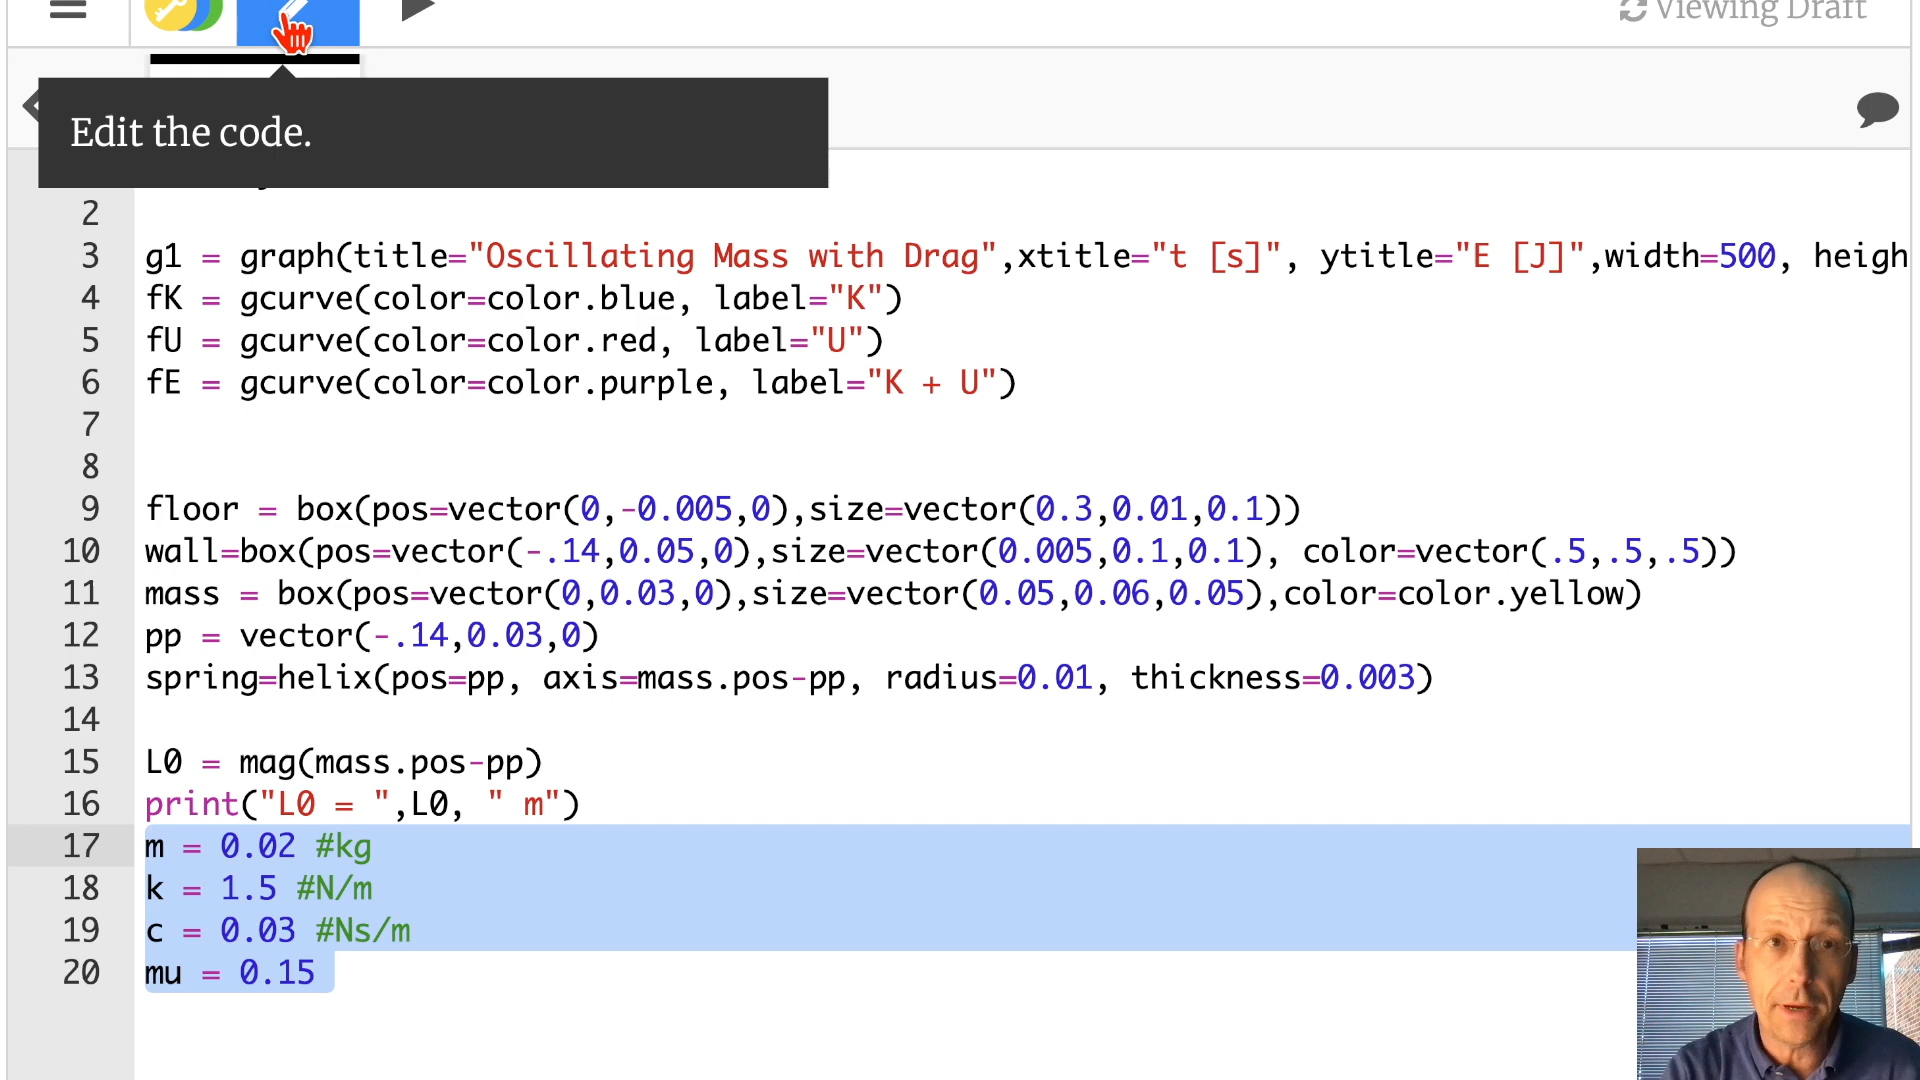 Viewing Draft
Edit the code.
2
3 g1 = graph(title="Oscillating Mass with Drag",xtitle="t [s]", ytitle="E [J]",width=500, heigh
4 fK = gcurve(color=color.blue, label="K")
5 fU = gcurve(color=color.red, label="U")
6 fE = gcurve(color=color.purple, label="K + U")
7
8
9 floor = box(pos=vector(0,-0.005,0),size=vector(0.3,0.01,0.1))
10 wall=box(pos=vector(-.14,0.05,0),size=vector(0.005,0.1,0.1), color=vector(.5,.5,.5))
11 mass = box(pos=vector(0,0.03,0),size=vector(0.05,0.06,0.05),color=color.yellow)
12 pp = vector(-.14,0.03,0)
13 spring=helix(pos=pp, axis=mass.pos-pp, radius=0.01, thickness=0.003)
14
15 L0 = mag(mass.pos-pp)
16 print("L0 = ",L0, " m")
17 m = 0.02 #kg
18 k = 1.5 #N/m
19 c = 0.03 #Ns/m
20 mu = 0.15